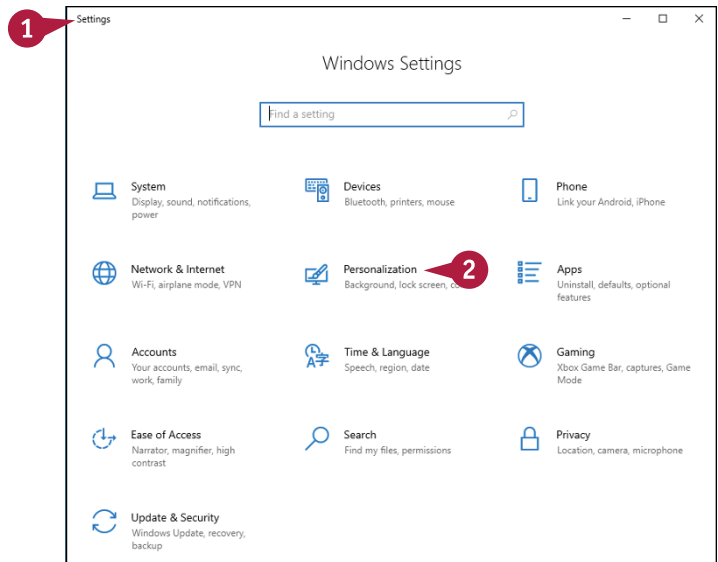 1
Settings
Windows Settings
Find a setting
System
Display, sound, notifications,
power
Devices
Bluetooth, printers, mouse
Phone
Link your Android, iPhone
Network & Internet
Wi-Fi, airplane mode, VPN
Personalization
2
Background, lock screen,
Apps
Uninstall, defaults, optional
features
Accounts
Your accounts, email, sync,
work, family
Time & Language
Speech, region, date
Gaming
Xbox Game Bar, captures, Game
Mode
Ease of Access
Narrator, magnifier, high
contrast
Search
Find my files, permissions
Privacy
Location, camera, microphone
Update & Security
Windows Update, recovery,
backup